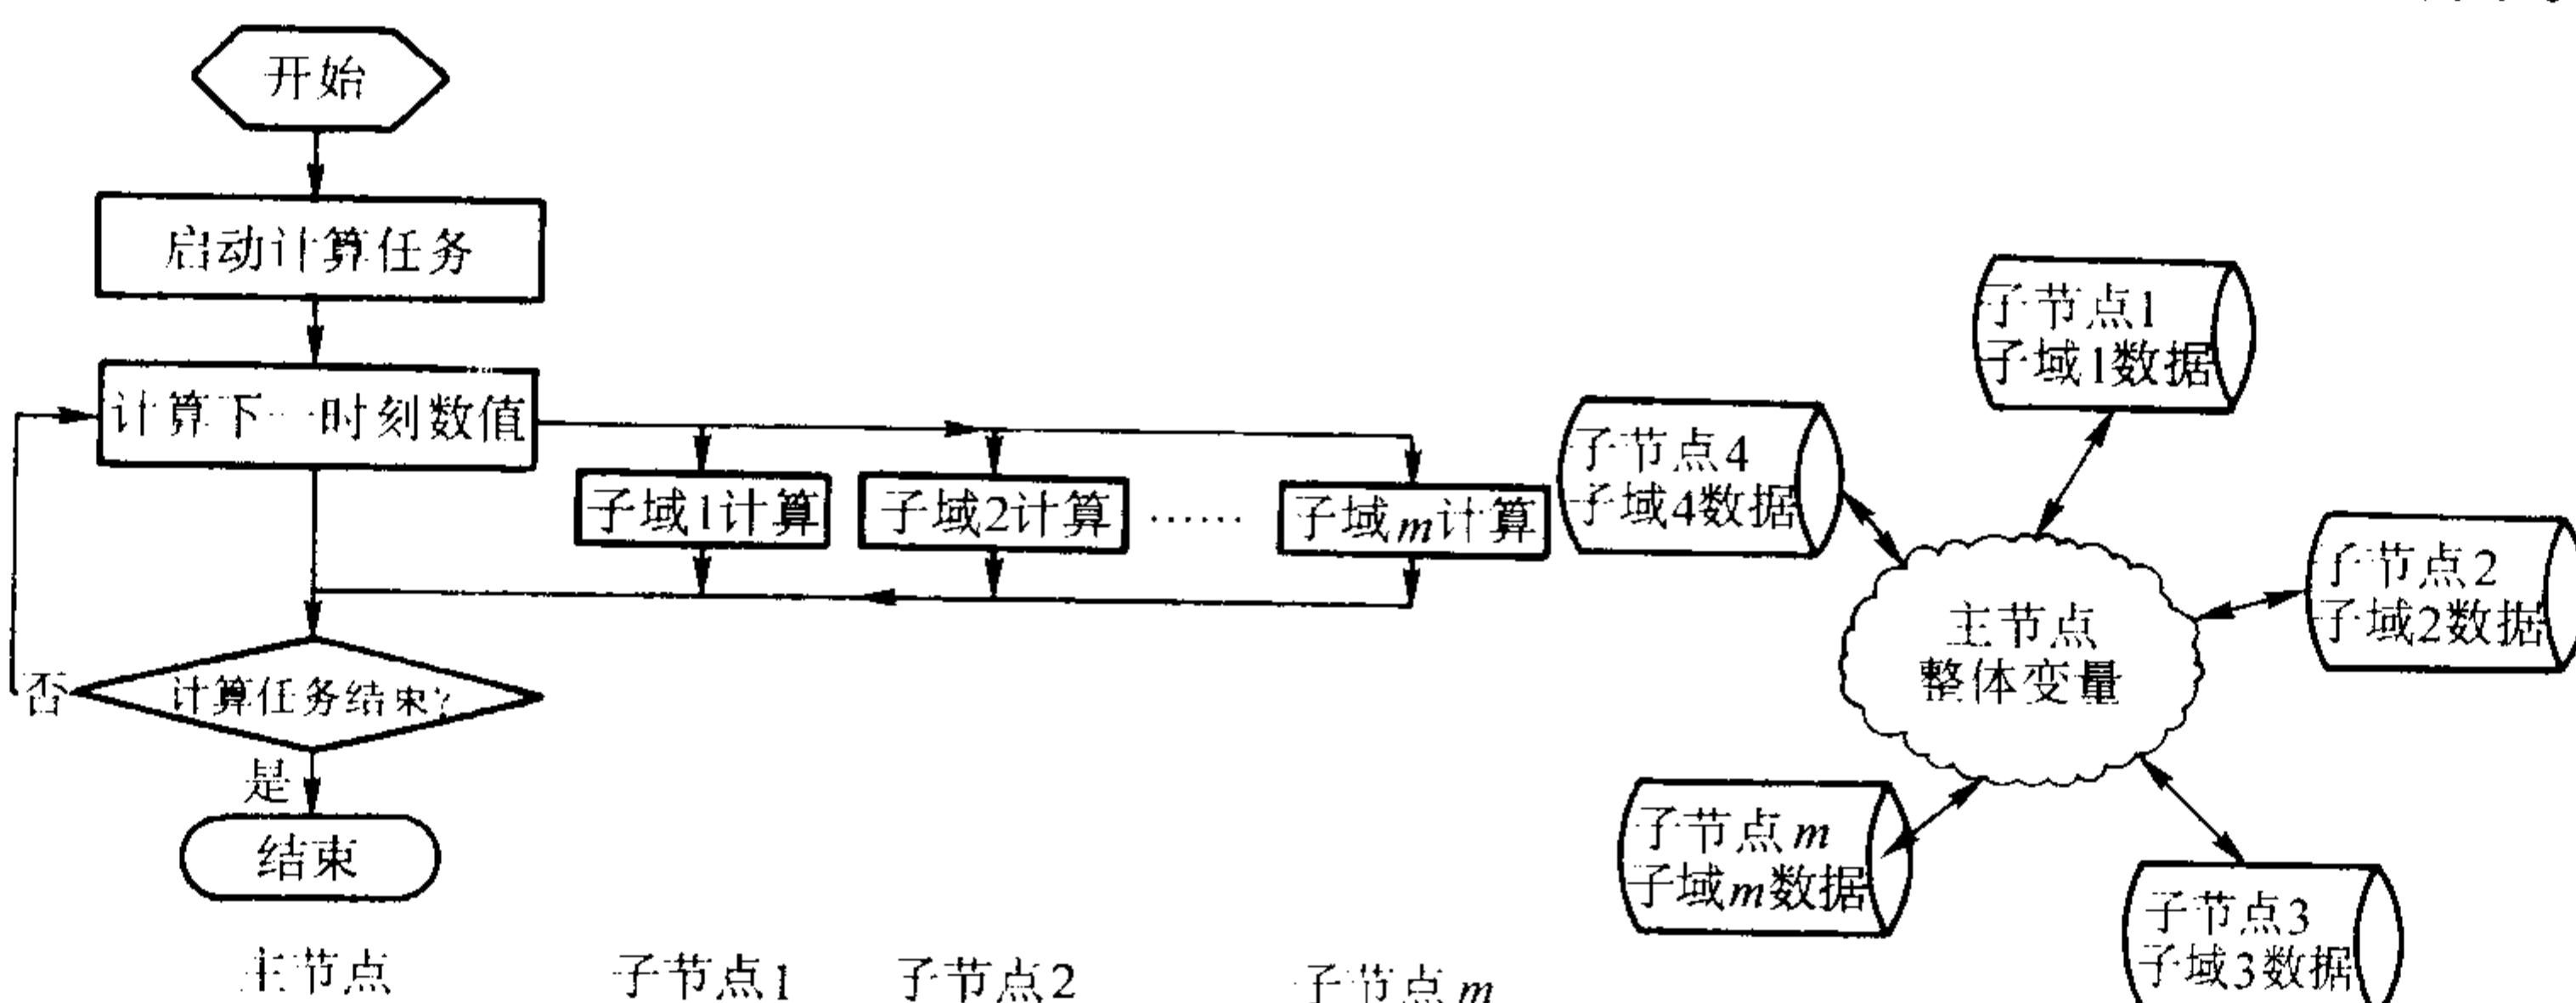 开始
启动计算任务
计算下一时刻数值
子域1计算
子域2计算
……
子域m计算
计算任务结束?
否
是
结束
主节点
子节点1
子节点2
子节点m
子节点1
子域1数据
子节点4
子域4数据
子节点2
子域2数据
主节点
整体变量
子节点m
子域m数据
子节点3
子域3数据